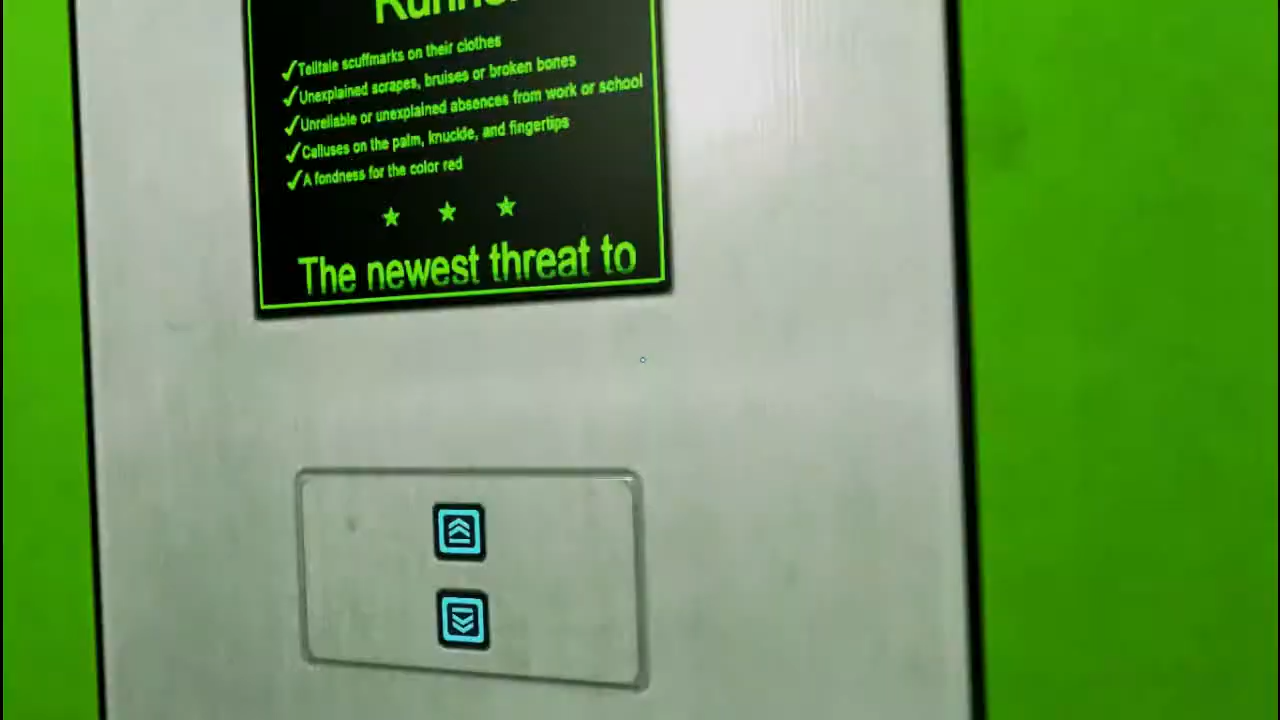 ✓Telltale scuffmarks on their clothes
✓Unexplained scrapes, bruises or broken bones
✓Unreliable or unexplained absences from work or school
✓Calluses on the palm, knuckle, and fingertips
✓A fondness for the color red
The newest threat to